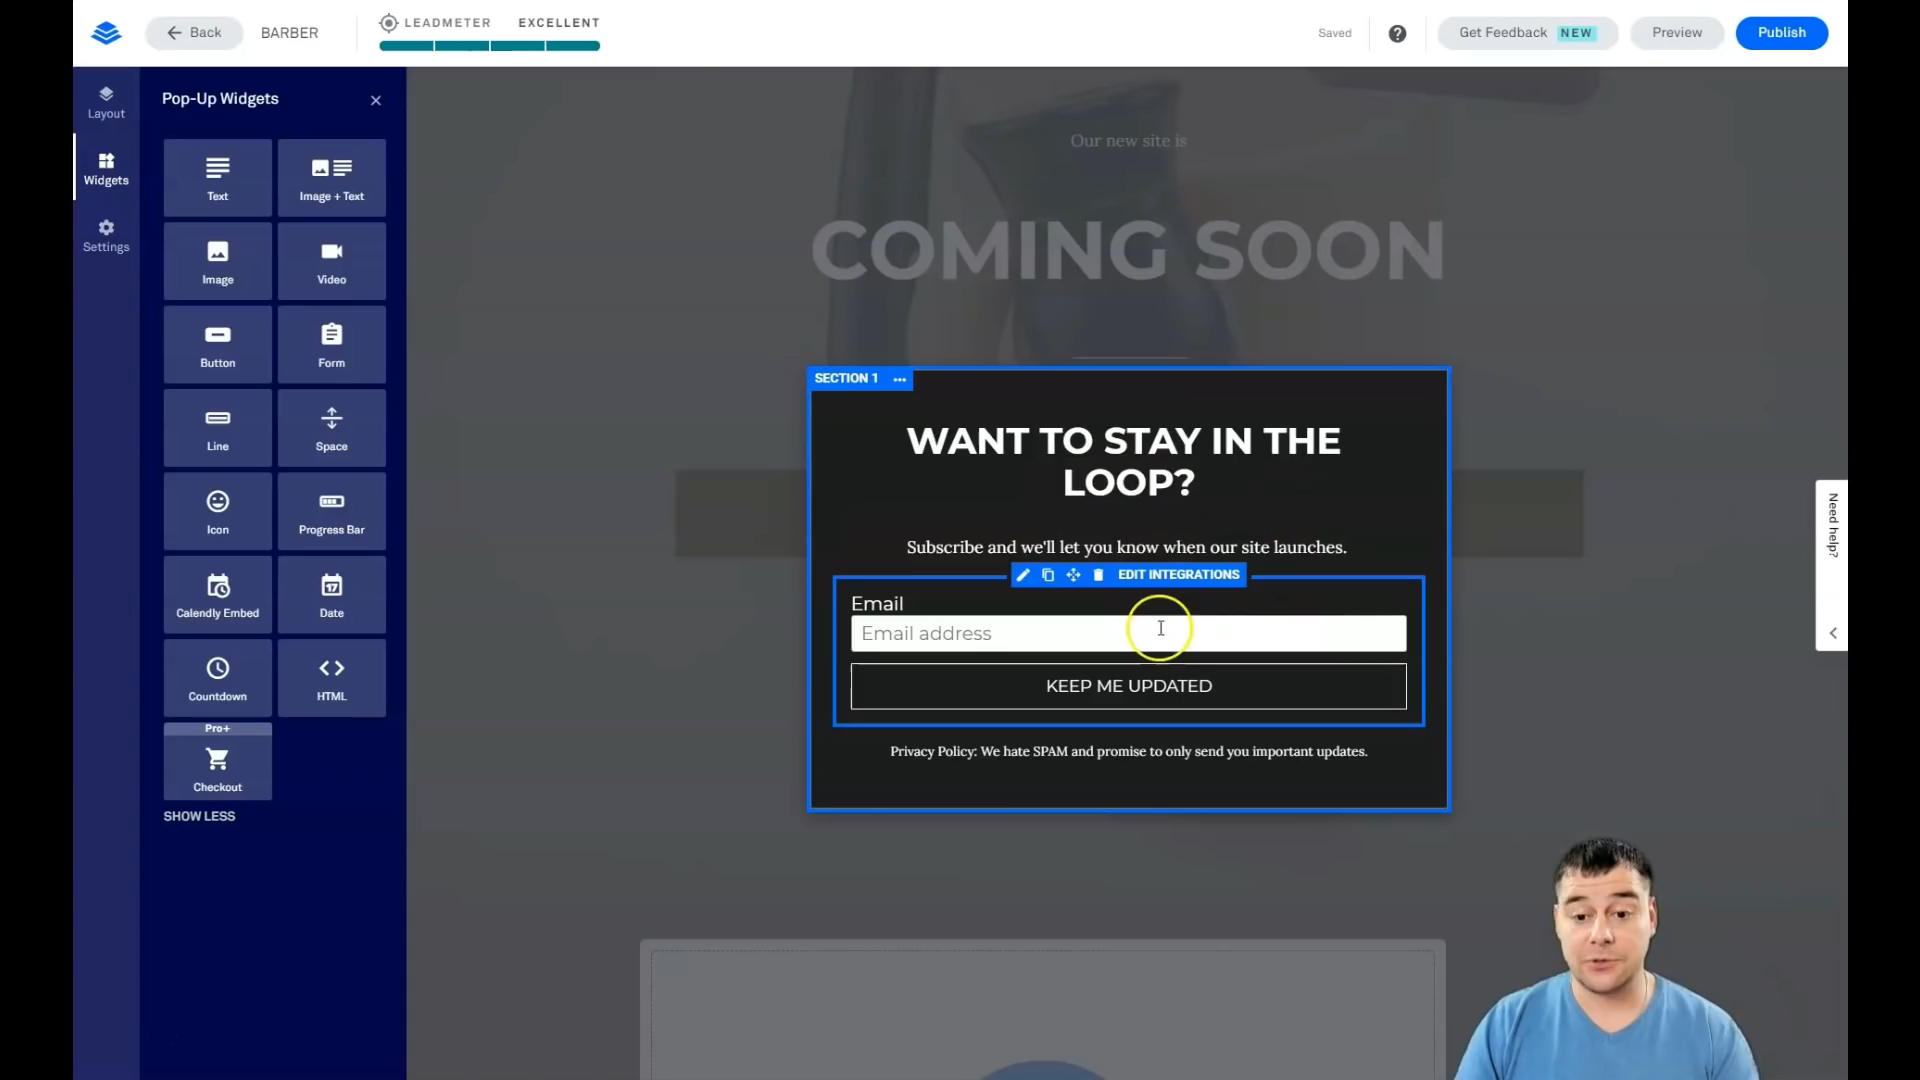 Back
BARBER
LEADMETER
EXCELLENT
Saved
Get Feedback NEW
Preview
Publish
Layout
Widgets
Settings
Pop-Up Widgets
Text
Image + Text
Image
Video
Button
Form
Line
Space
Icon
Progress Bar
Calendly Embed
17
Date
Countdown
HTML
Pro+
Checkout
SHOW LESS
Our new site is
COMING SOON
SECTION 1
WANT TO STAY IN THE
LOOP?
Subscribe and we'll let you know when our site launches.
EDIT INTEGRATIONS
Email
Email address
KEEP ME UPDATED
Privacy Policy: We hate SPAM and promise to only send you important updates.
Need help?